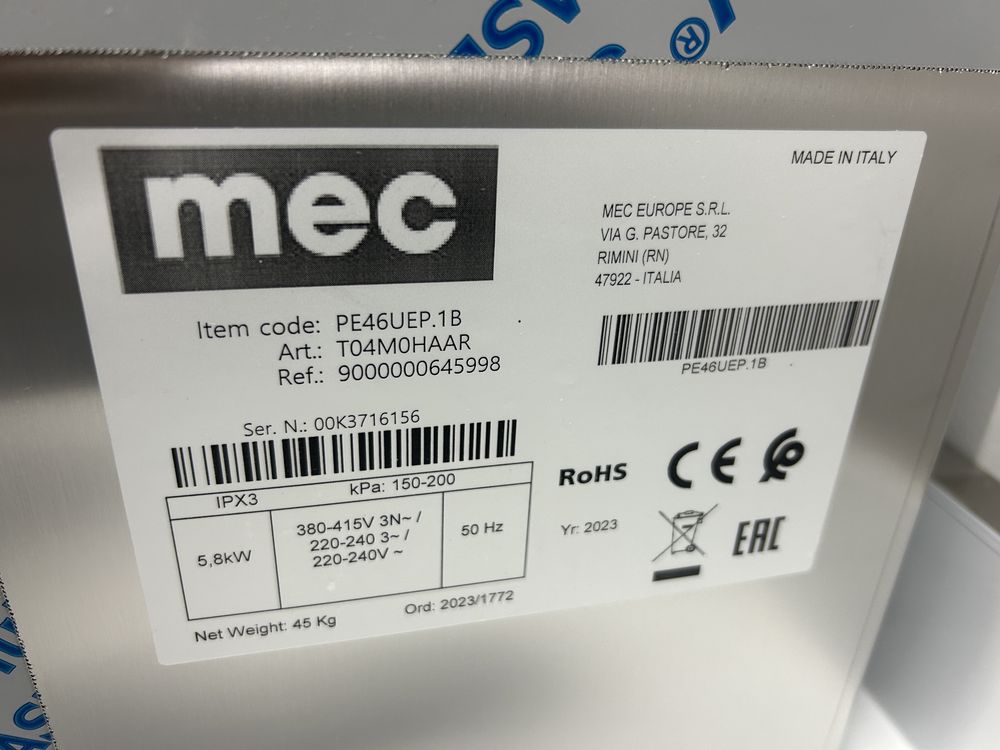 ®
mec
MADE IN ITALY
MEC EUROPE S.R.L.
VIA G. PASTORE, 32
RIMINI (RN)
47922 - ITALIA
Item code: PE46UEP.1B
Art.: T04M0HAAR
Ref.: 9000000645998
PE46UEP.1B
Ser. N.: 00K3716156
IPX3 kPa: 150-200
5,8kW
380-415V 3N~ /
220-240 3~ /
220-240V ~
50 Hz
RoHS CE
Yr: 2023
EAC
Net Weight: 45 Kg
Ord: 2023/1772